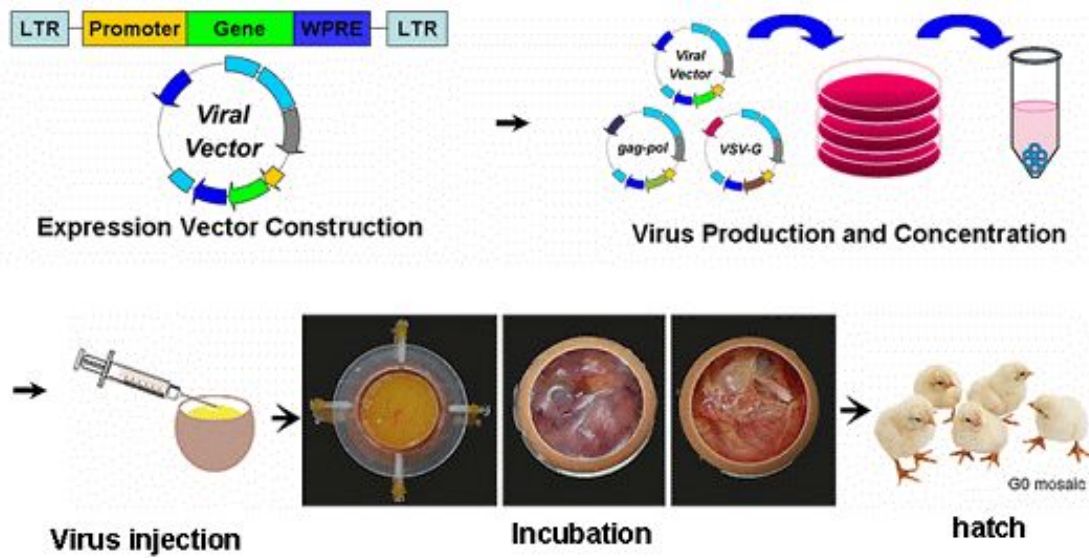 LTR Promoter Gene WPRE LTR
Viral
Vector
Expression Vector Construction
Viral
Vector
gag-pol VSV-G
Virus Production and Concentration
Virus injection
Incubation
G0 mosaic
hatch